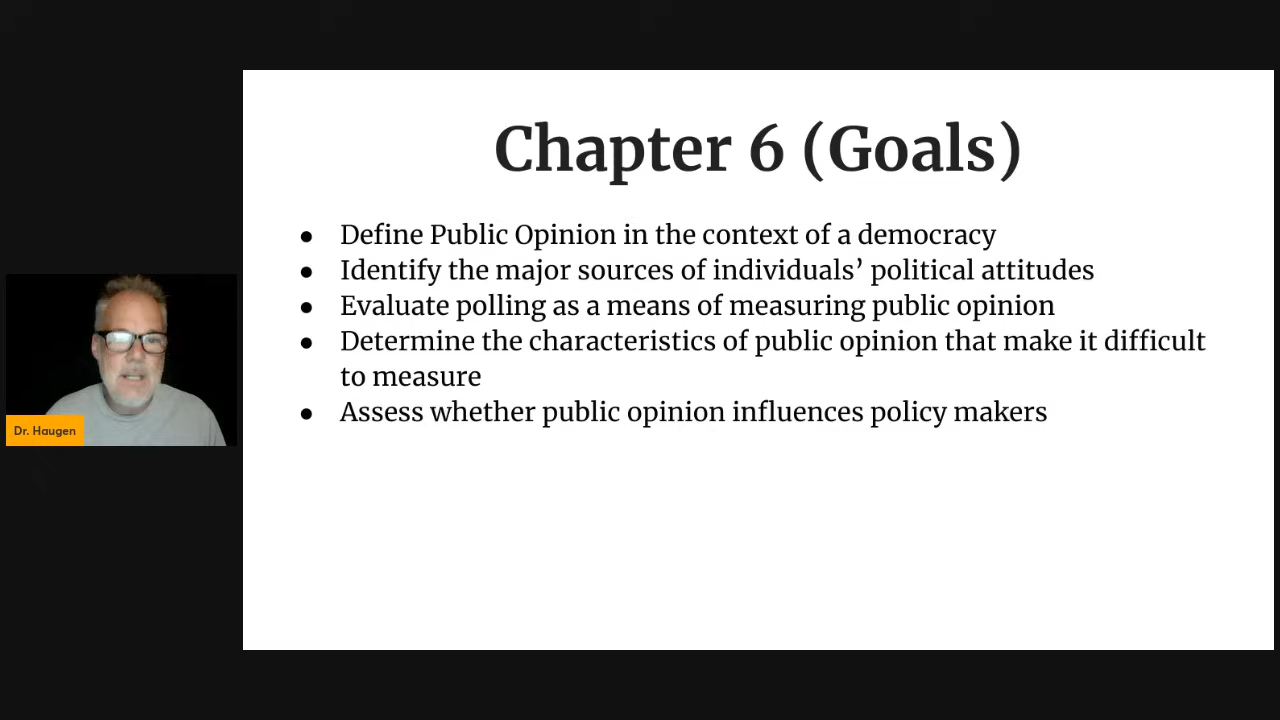 Chapter 6 (Goals)
● Define Public Opinion in the context of a democracy
● Identify the major sources of individuals’ political attitudes
● Evaluate polling as a means of measuring public opinion
● Determine the characteristics of public opinion that make it difficult
to measure
● Assess whether public opinion influences policy makers
Dr. Haugen